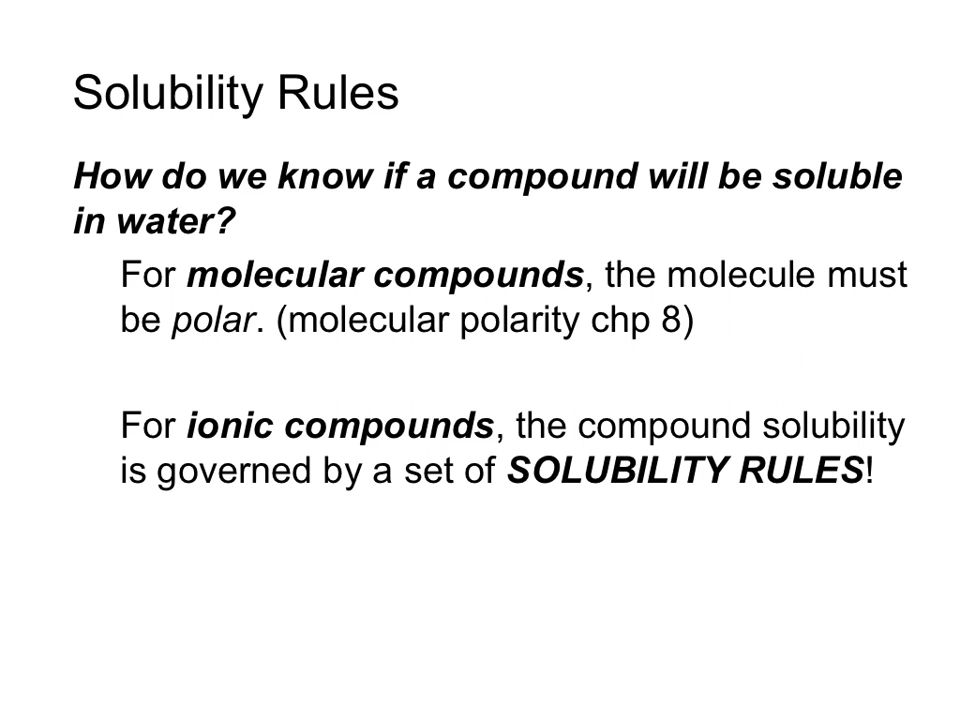 Solubility Rules
How do we know if a compound will be soluble
in water?
For molecular compounds, the molecule must
be polar. (molecular polarity chp 8)
For ionic compounds, the compound solubility
is governed by a set of SOLUBILITY RULES!